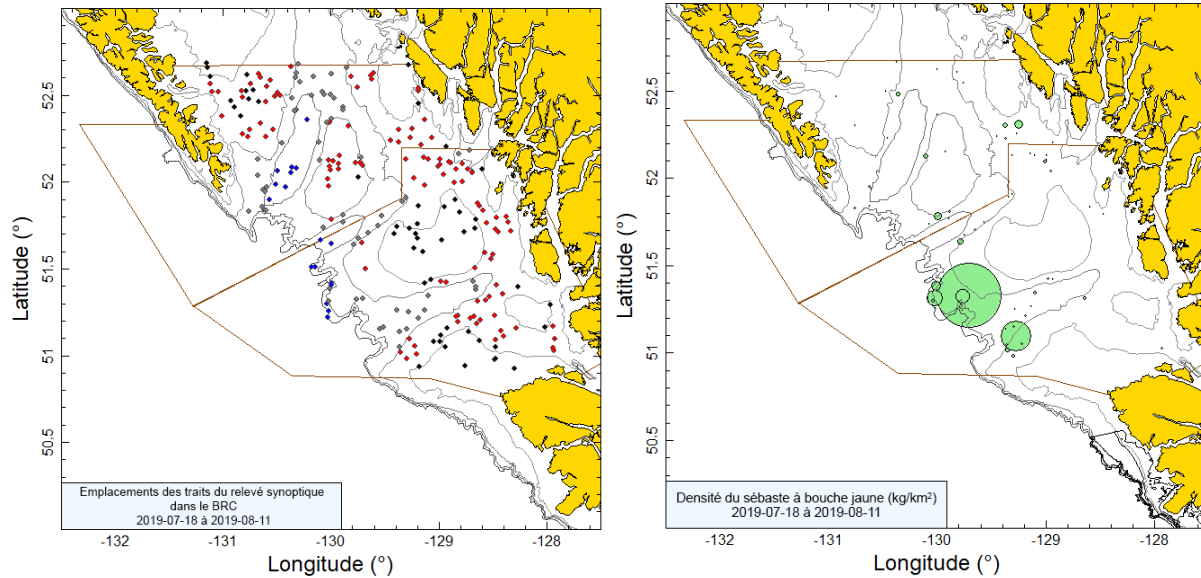 52.5
52
51.5
51
50.5
Latitude (°)
Emplacements des traits du relevé synoptique
dans le BRC
2019-07-18 à 2019-08-11
-132
-131
-130
-129
-128
Longitude (°)
52.5
52
51.5
51
50.5
Latitude (°)
Densité du sébaste à bouche jaune (kg/km²)
2019-07-18 à 2019-08-11
-132
-131
-130
-129
-128
Longitude (°)